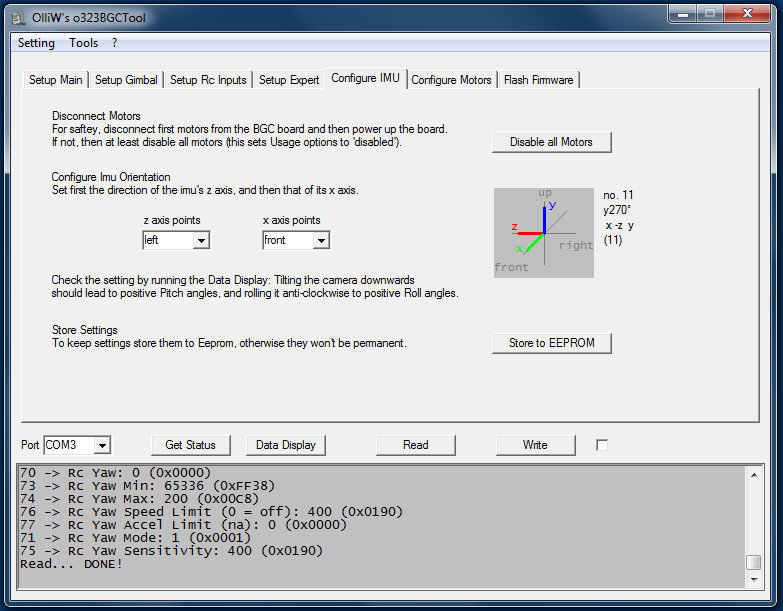 OlliW's o323BGCTool
Setting Tools ?
Setup Main Setup Gimbal Setup Rc Inputs Setup Expert Configure IMU Configure Motors Flash Firmware
Disconnect Motors
For saftey, disconnect first motors from the BGC board and then power up the board.
If not, then at least disable all motors (this sets Usage options to 'disabled').
Disable all Motors
Configure Imu Orientation
Set first the direction of the imu's z axis, and then that of its x axis.
z axis points x axis points
left front
up
y
z
x
right
front
no. 11
y270°
x -z y
(11)
Check the setting by running the Data Display: Tilting the camera downwards
should lead to positive Pitch angles, and rolling it anti-clockwise to positive Roll angles.
Store Settings
To keep settings store them to Eeprom, otherwise they won't be permanent.
Store to EEPROM
Port COM3 Get Status Data Display Read Write
70 -> Rc Yaw: 0 (0x0000)
73 -> Rc Yaw Min: 65336 (0xFF38)
74 -> Rc Yaw Max: 200 (0x00C8)
76 -> Rc Yaw Speed Limit (0 = off): 400 (0x0190)
77 -> Rc Yaw Accel Limit (na): 0 (0x0000)
71 -> Rc Yaw Mode: 1 (0x0001)
75 -> Rc Yaw Sensitivity: 400 (0x0190)
Read... DONE!